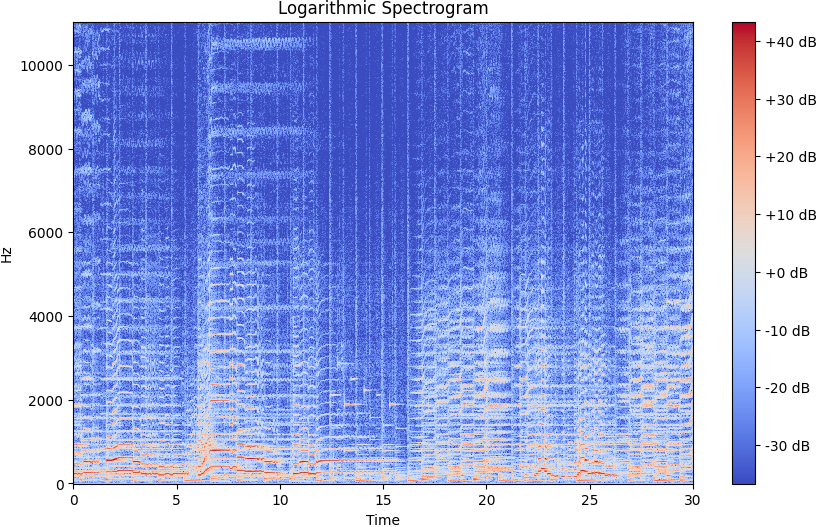 Logarithmic Spectrogram
Hz
10000
8000
6000
4000
2000
0
0 5 10 15 20 25 30
Time
+40 dB
+30 dB
+20 dB
+10 dB
+0 dB
-10 dB
-20 dB
-30 dB